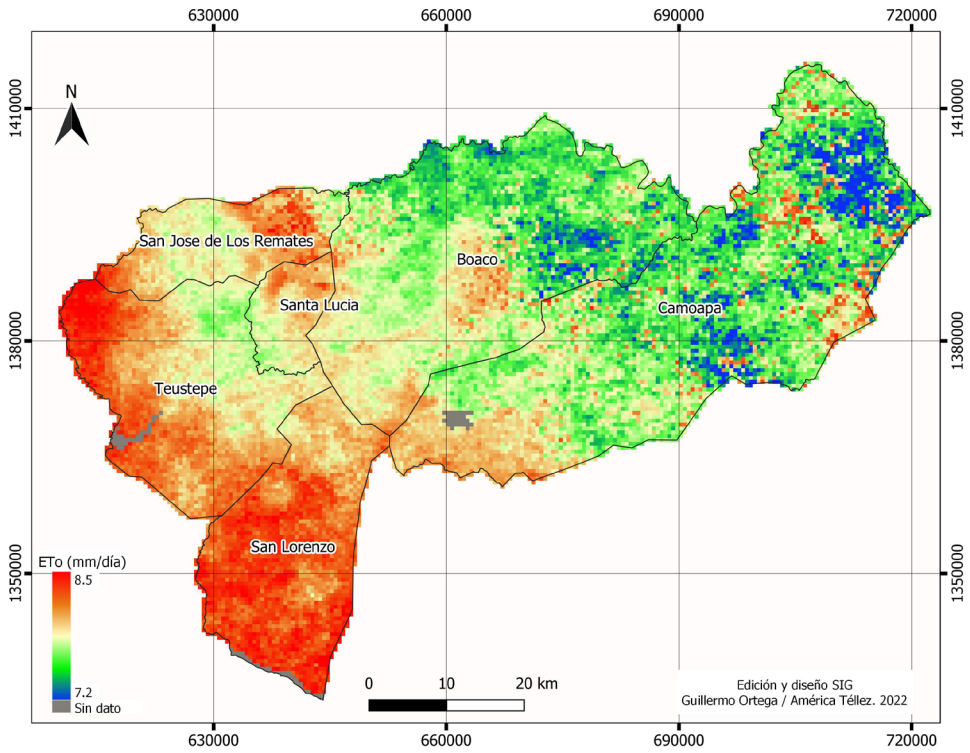 630000 660000 690000 720000
1410000 1410000
N
San Jose de Los Remates
Boaco
Santa Lucia
Camoapa
1380000 1380000
Teustepe
San Lorenzo
ETo (mm/día)
8.5
1350000 1350000
7.2
Sin dato
0 10 20 km
Edición y diseño SIG
Guillermo Ortega / América Téllez. 2022
630000 660000 690000 720000